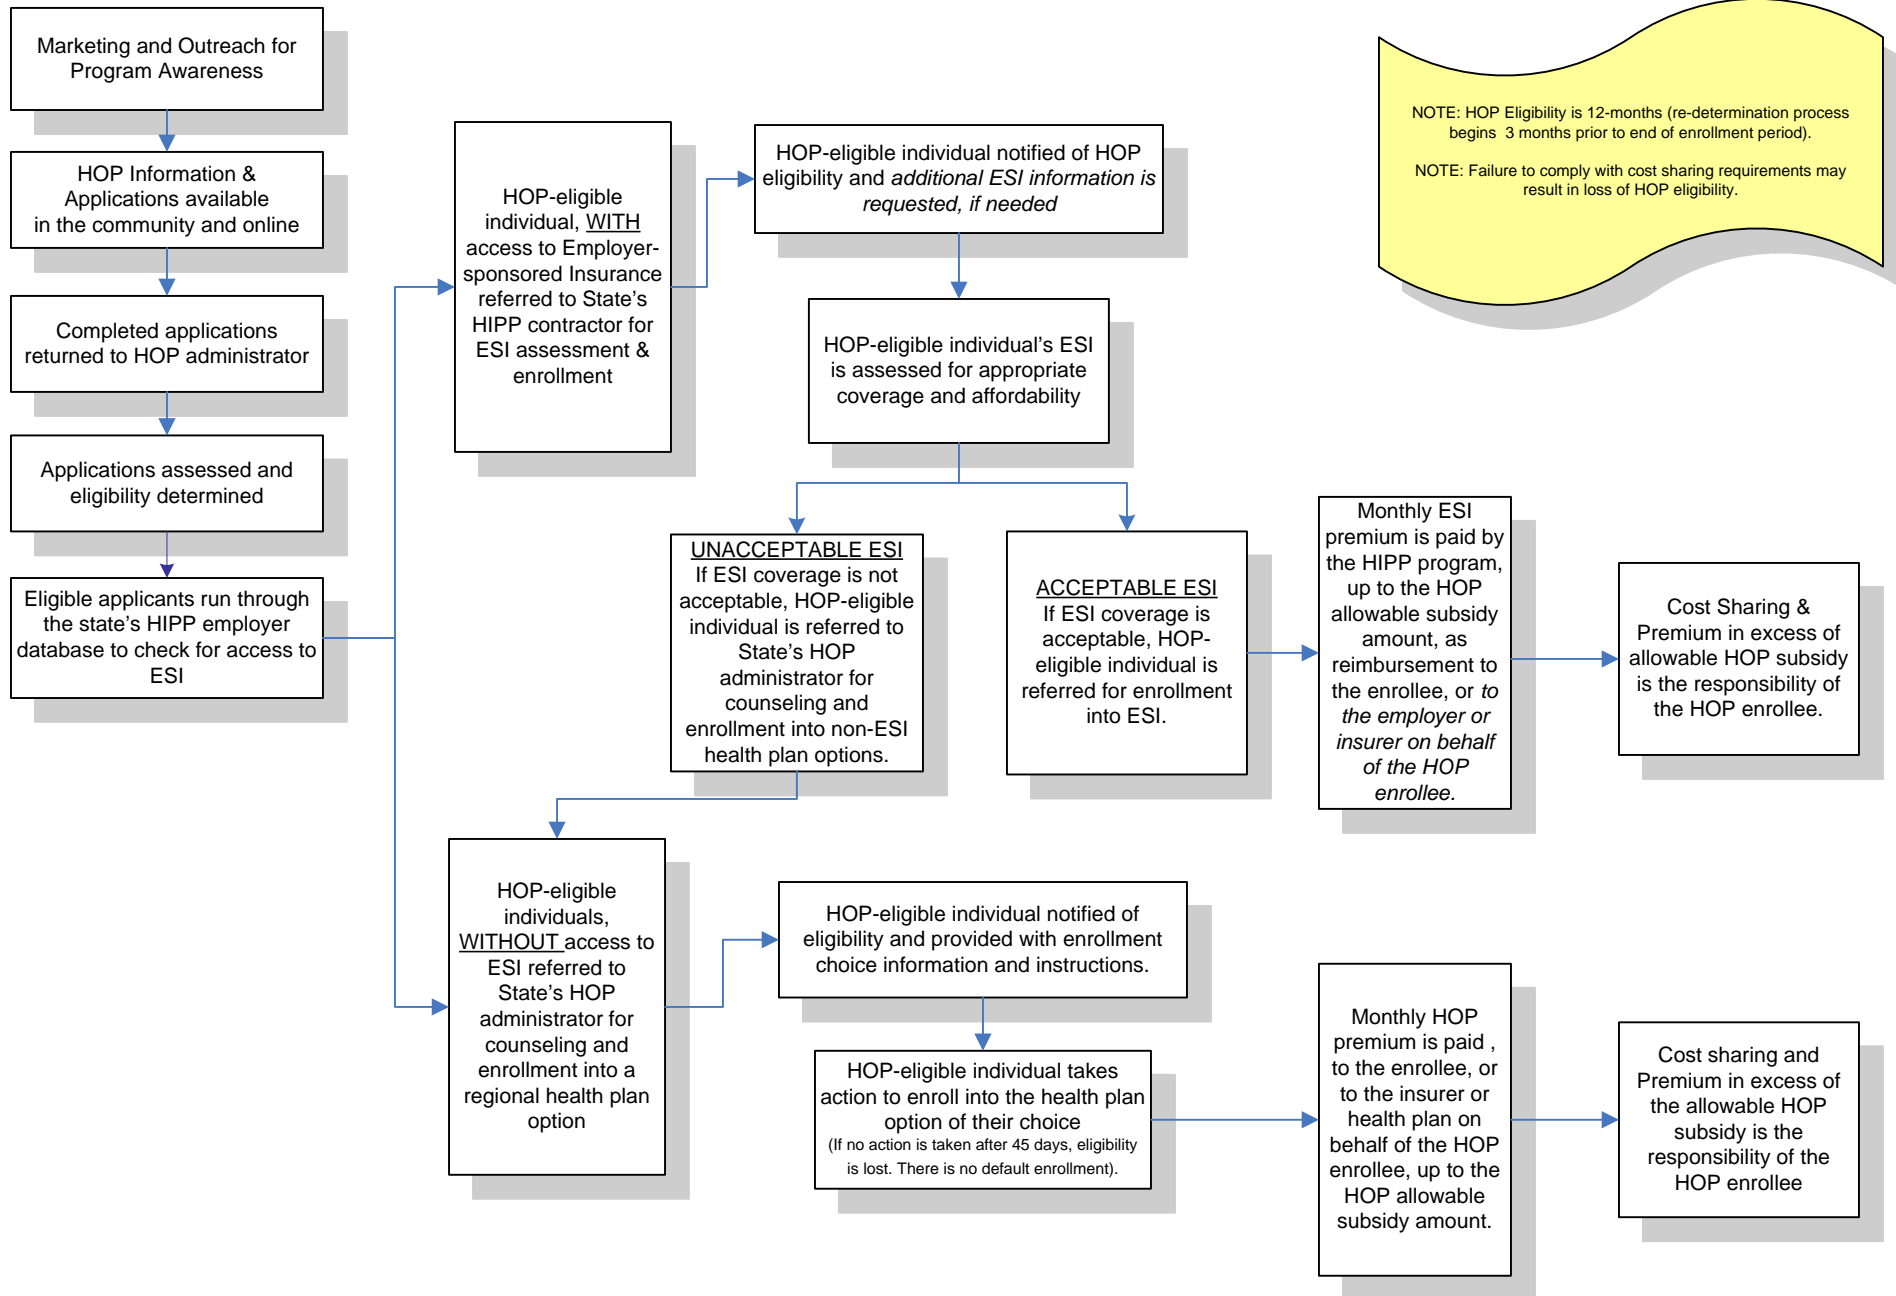 Marketing and Outreach for
Program Awareness
HOP Information &
Applications available
in the community and online
Completed applications
returned to HOP administrator
Applications assessed and
eligibility determined
Eligible applicants run through
the state's HIPP employer
database to check for access to
ESI
HOP-eligible
individual, WITH
access to Employer-
sponsored Insurance
referred to State's
HIPP contractor for
ESI assessment &
enrollment
HOP-eligible individual notified of HOP
eligibility and additional ESI information is
requested, if needed
HOP-eligible individual's ESI
is assessed for appropriate
coverage and affordability
UNACCEPTABLE ESI
If ESI coverage is not
acceptable, HOP-eligible
individual is referred to
State's HOP
administrator for
counseling and
enrollment into non-ESI
health plan options.
ACCEPTABLE ESI
If ESI coverage is
acceptable, HOP-
eligible individual is
referred for enrollment
into ESI.
Monthly ESI
premium is paid by
the HIPP program,
up to the HOP
allowable subsidy
amount, as
reimbursement to
the enrollee, or to
the employer or
insurer on behalf
of the HOP
enrollee.
Cost Sharing &
Premium in excess of
allowable HOP subsidy
is the responsibility of
the HOP enrollee.
NOTE: HOP Eligibility is 12-months (re-determination process
begins 3 months prior to end of enrollment period).
NOTE: Failure to comply with cost sharing requirements may
result in loss of HOP eligibility.
HOP-eligible
individuals,
WITHOUT access to
ESI referred to
State's HOP
administrator for
counseling and
enrollment into a
regional health plan
option
HOP-eligible individual notified of
eligibility and provided with enrollment
choice information and instructions.
HOP-eligible individual takes
action to enroll into the health plan
option of their choice
(If no action is taken after 45 days, eligibility
is lost. There is no default enrollment).
Monthly HOP
premium is paid ,
to the enrollee, or
to the insurer or
health plan on
behalf of the HOP
enrollee, up to the
HOP allowable
subsidy amount.
Cost sharing and
Premium in excess of
the allowable HOP
subsidy is the
responsibility of the
HOP enrollee